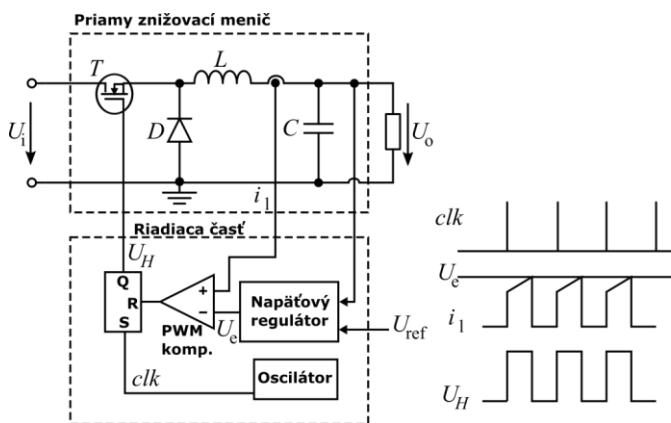 Priamy znižovací menič
T
L
U_i
D
C
U_o
i_1
Riadiaca časť
U_H
Q
R
S
+
−
PWM
komp.
U_e
Napäťový
regulátor
U_ref
clk
Oscilátor
clk
U_e
i_1
U_H